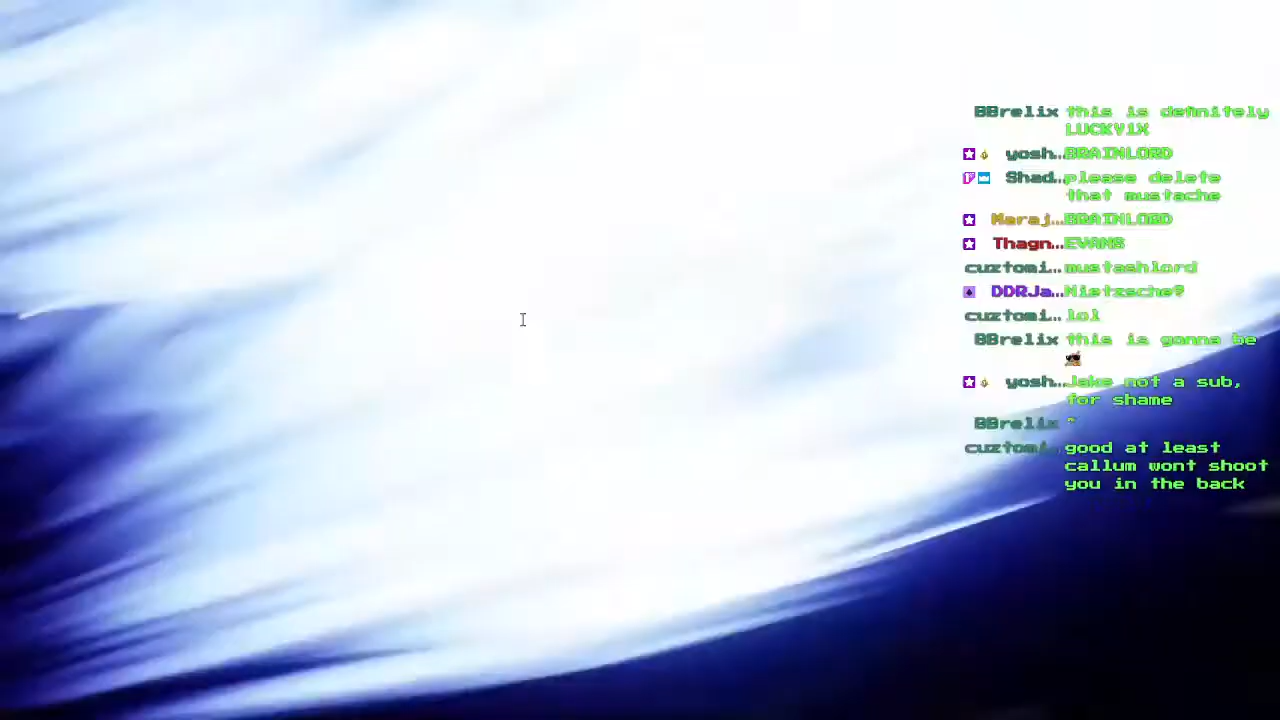 BBrelix this is definitely
LUCKY1X
yosh… BRAINLORD
Shad… please delete
that mustache
Maraj… BRAINLORD
Thagn… EVANS
cuztomi… mustashlord
DDRJa… Nietzsche?
cuztomi… lol
BBrelix this is gonna be
yosh… Jake not a sub,
for shame
BBrelix ^
cuztomi… good at least
callum wont shoot
you in the back